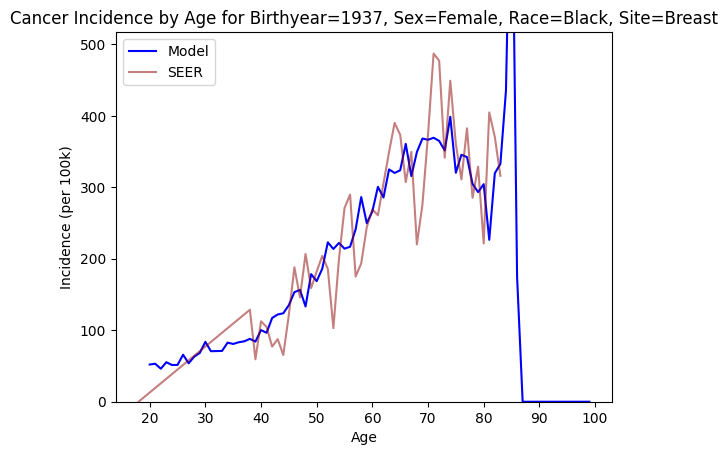 Cancer Incidence by Age for Birthyear=1937, Sex=Female, Race=Black, Site=Breast
Model
SEER
500
400
300
200
100
0
Incidence (per 100k)
20 30 40 50 60 70 80 90 100
Age